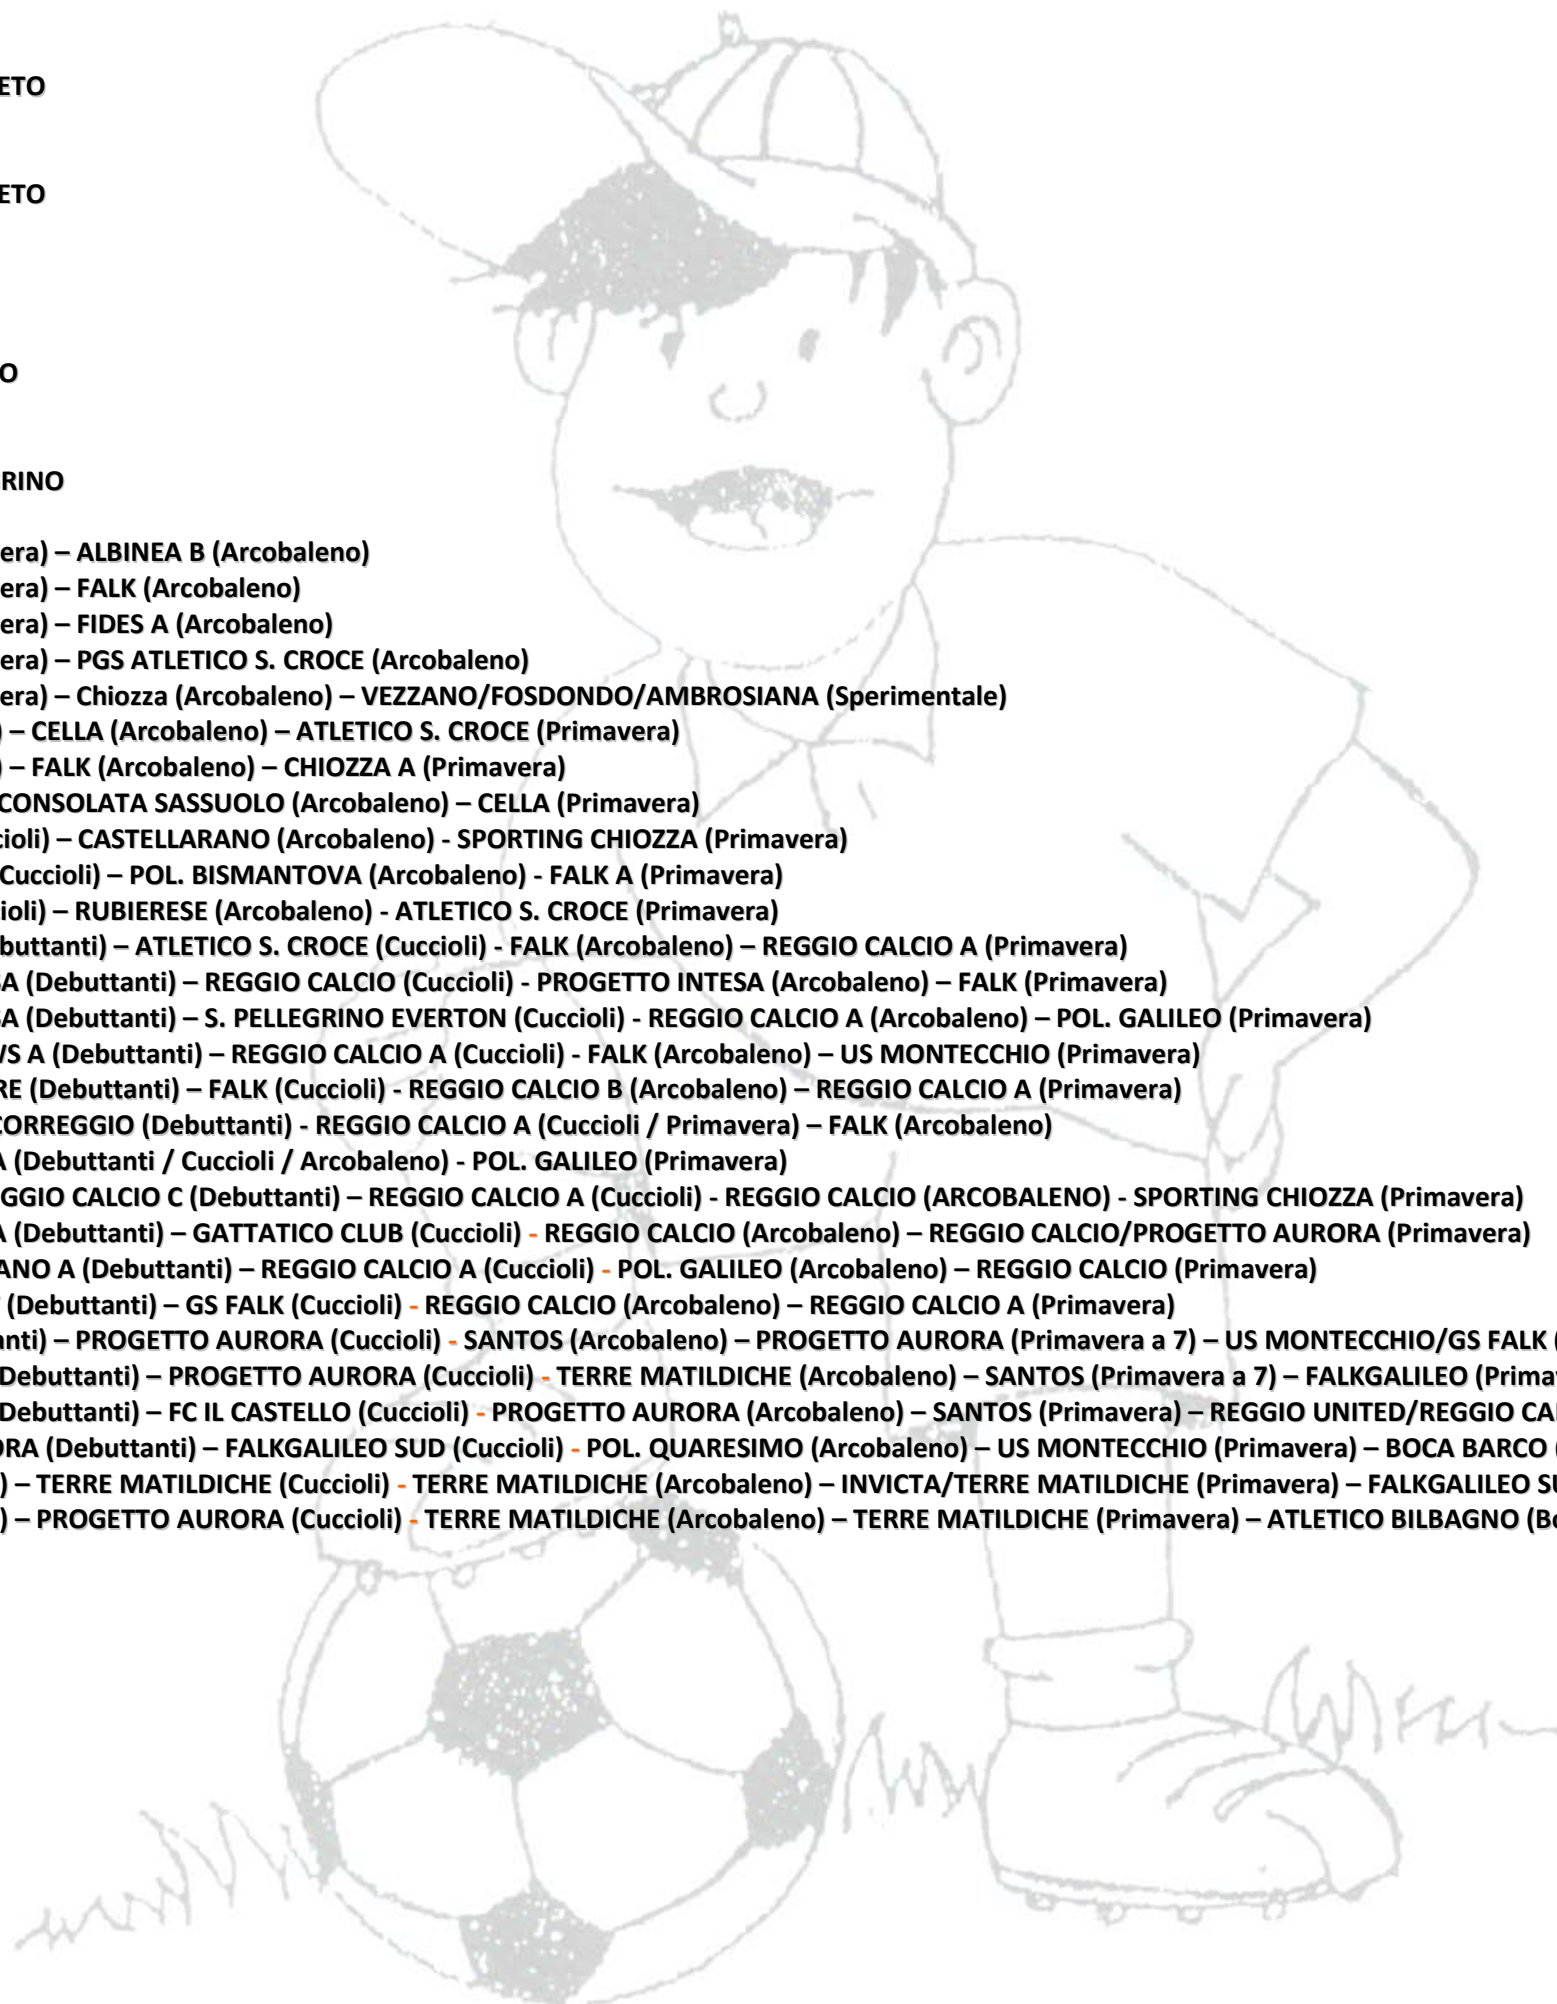 ETO
ETO
O
RINO
era) – ALBINEA B (Arcobaleno)
era) – FALK (Arcobaleno)
era) – FIDES A (Arcobaleno)
era) – PGS ATLETICO S. CROCE (Arcobaleno)
era) – Chiozza (Arcobaleno) – VEZZANO/FOSDONDO/AMBROSIANA (Sperimentale)
) – CELLA (Arcobaleno) – ATLETICO S. CROCE (Primavera)
) – FALK (Arcobaleno) – CHIOZZA A (Primavera)
CONSOLATA SASSUOLO (Arcobaleno) – CELLA (Primavera)
cioli) – CASTELLARANO (Arcobaleno) - SPORTING CHIOZZA (Primavera)
Cuccioli) – POL. BISMANTOVA (Arcobaleno) - FALK A (Primavera)
ioli) – RUBIERESE (Arcobaleno) - ATLETICO S. CROCE (Primavera)
buttanti) – ATLETICO S. CROCE (Cuccioli) - FALK (Arcobaleno) – REGGIO CALCIO A (Primavera)
SA (Debuttanti) – REGGIO CALCIO (Cuccioli) - PROGETTO INTESA (Arcobaleno) – FALK (Primavera)
SA (Debuttanti) – S. PELLEGRINO EVERTON (Cuccioli) - REGGIO CALCIO A (Arcobaleno) – POL. GALILEO (Primavera)
WS A (Debuttanti) – REGGIO CALCIO A (Cuccioli) - FALK (Arcobaleno) – US MONTECCHIO (Primavera)
RE (Debuttanti) – FALK (Cuccioli) - REGGIO CALCIO B (Arcobaleno) – REGGIO CALCIO A (Primavera)
CORREGGIO (Debuttanti) - REGGIO CALCIO A (Cuccioli / Primavera) – FALK (Arcobaleno)
A (Debuttanti / Cuccioli / Arcobaleno) - POL. GALILEO (Primavera)
GGIO CALCIO C (Debuttanti) – REGGIO CALCIO A (Cuccioli) - REGGIO CALCIO (ARCOBALENO) - SPORTING CHIOZZA (Primavera)
A (Debuttanti) – GATTATICO CLUB (Cuccioli) - REGGIO CALCIO (Arcobaleno) – REGGIO CALCIO/PROGETTO AURORA (Primavera)
ANO A (Debuttanti) – REGGIO CALCIO A (Cuccioli) - POL. GALILEO (Arcobaleno) – REGGIO CALCIO (Primavera)
(Debuttanti) – GS FALK (Cuccioli) - REGGIO CALCIO (Arcobaleno) – REGGIO CALCIO A (Primavera)
anti) – PROGETTO AURORA (Cuccioli) - SANTOS (Arcobaleno) – PROGETTO AURORA (Primavera a 7) – US MONTECCHIO/GS FALK (
Debuttanti) – PROGETTO AURORA (Cuccioli) - TERRE MATILDICHE (Arcobaleno) – SANTOS (Primavera a 7) – FALKGALILEO (Primav
Debuttanti) – FC IL CASTELLO (Cuccioli) - PROGETTO AURORA (Arcobaleno) – SANTOS (Primavera) – REGGIO UNITED/REGGIO CAL
ORA (Debuttanti) – FALKGALILEO SUD (Cuccioli) - POL. QUARESIMO (Arcobaleno) – US MONTECCHIO (Primavera) – BOCA BARCO (
) – TERRE MATILDICHE (Cuccioli) - TERRE MATILDICHE (Arcobaleno) – INVICTA/TERRE MATILDICHE (Primavera) – FALKGALILEO SU
) – PROGETTO AURORA (Cuccioli) - TERRE MATILDICHE (Arcobaleno) – TERRE MATILDICHE (Primavera) – ATLETICO BILBAGNO (Bo